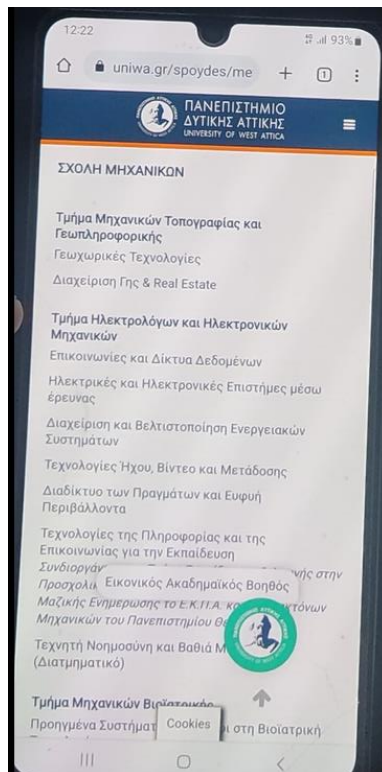 12:22
93%
uniwa.gr/spoydes/me
1
ΠΑΝΕΠΙΣΤΗΜΙΟ
ΔΥΤΙΚΗΣ ΑΤΤΙΚΗΣ
UNIVERSITY OF WEST ATTICA
ΣΧΟΛΗ ΜΗΧΑΝΙΚΩΝ
Τμήμα Μηχανικών Τοπογραφίας και
Γεωπληροφορικής
Γεωχωρικές Τεχνολογίες
Διαχείριση Γης & Real Estate
Τμήμα Ηλεκτρολόγων και Ηλεκτρονικών
Μηχανικών
Επικοινωνίες και Δίκτυα Δεδομένων
Ηλεκτρικές και Ηλεκτρονικές Επιστήμες μέσω
έρευνας
Διαχείριση και Βελτιστοποίηση Ενεργειακών
Συστημάτων
Τεχνολογίες Ήχου, Βίντεο και Μετάδοσης
Διαδίκτυο των Πραγμάτων και Ευφυή
Περιβάλλοντα
Τεχνολογίες της Πληροφορίας και της
Επικοινωνίας για την Εκπαίδευση
στην
Εικονικός Ακαδημαϊκός Βοηθός
Μαζικής Ενημέρωσης το Ε.Κ.Π.Α.
Μηχανικών του Πανεπιστημίου
Τεχνητή Νοημοσύνη και Βαθιά
(Διατμηματικό)
Τμήμα Μηχανικών
Προηγμένα
Cookies
στη Βιοϊατρική